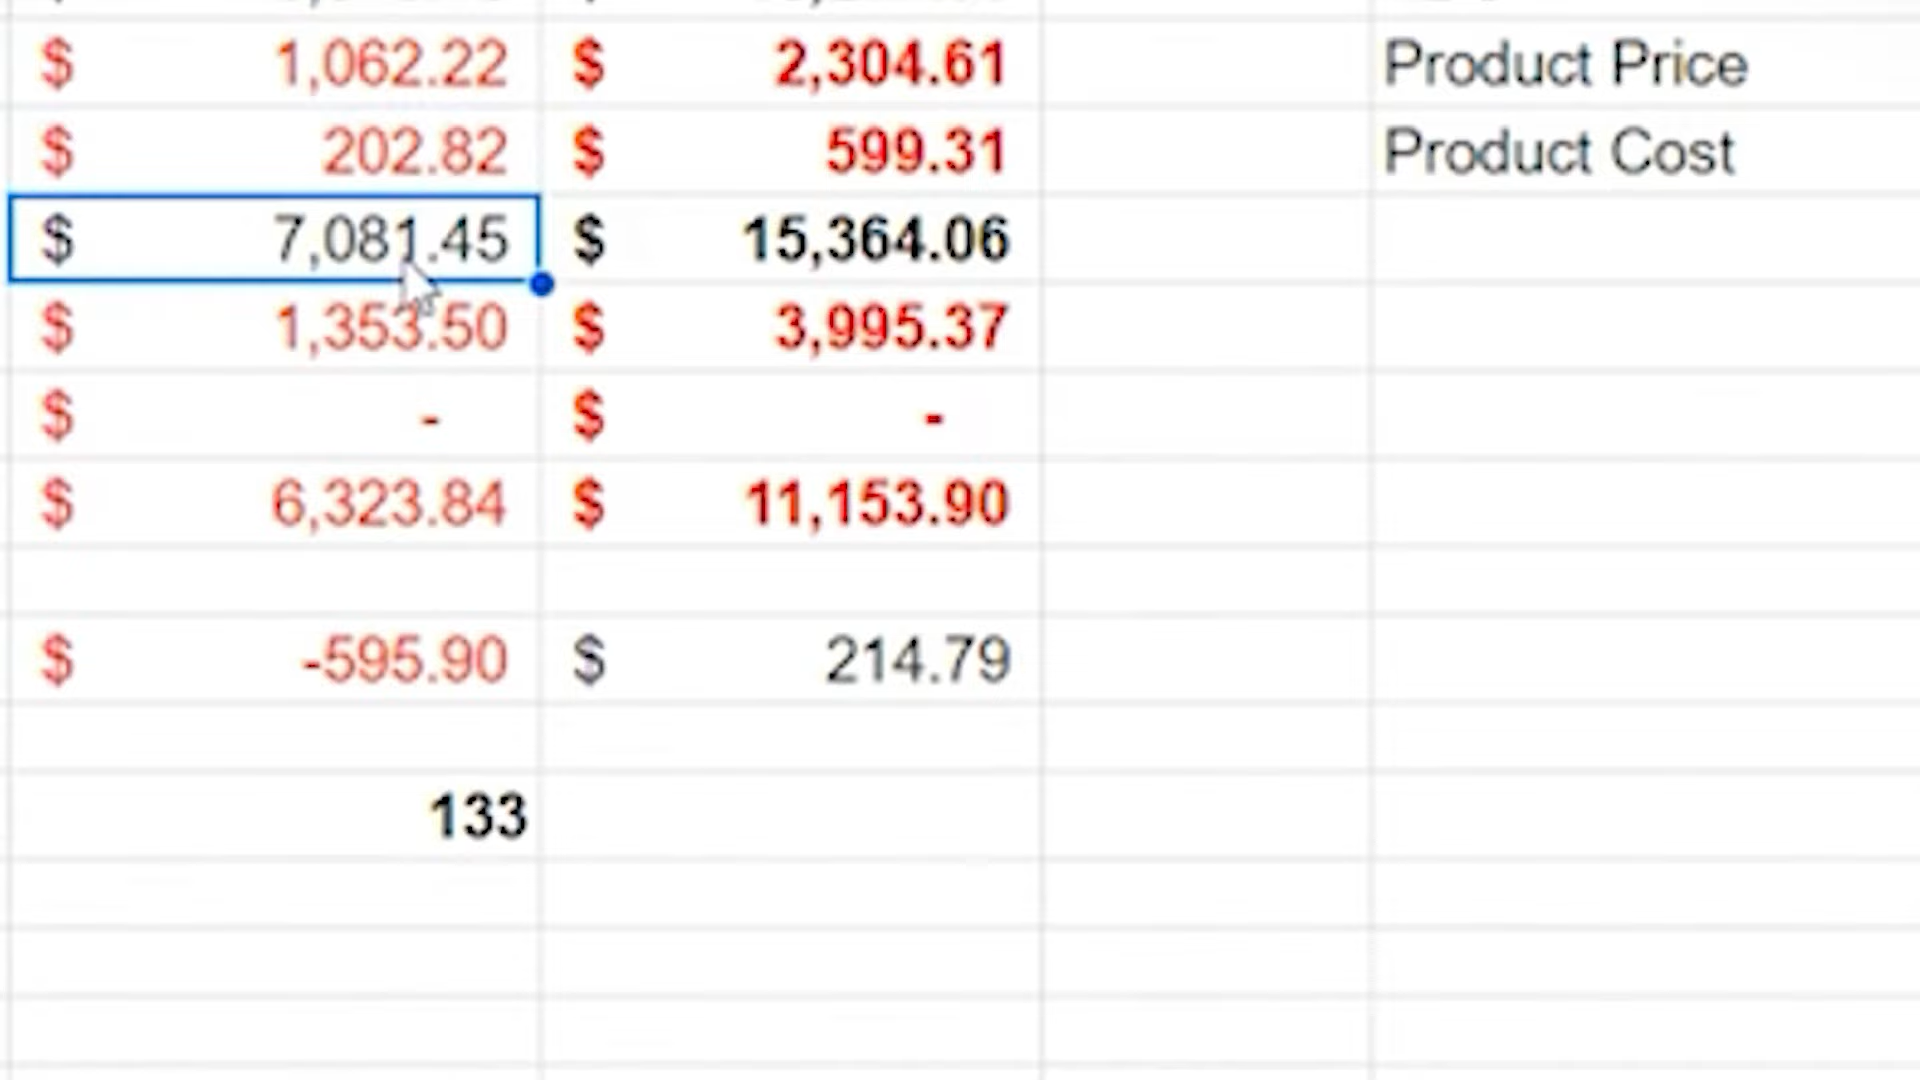 $ 1,062.22 $ 2,304.61 Product Price
$ 202.82 $ 599.31 Product Cost
$ 7,081.45 $ 15,364.06
$ 1,353.50 $ 3,995.37
$ - $ -
$ 6,323.84 $ 11,153.90
$ -595.90 $ 214.79
133